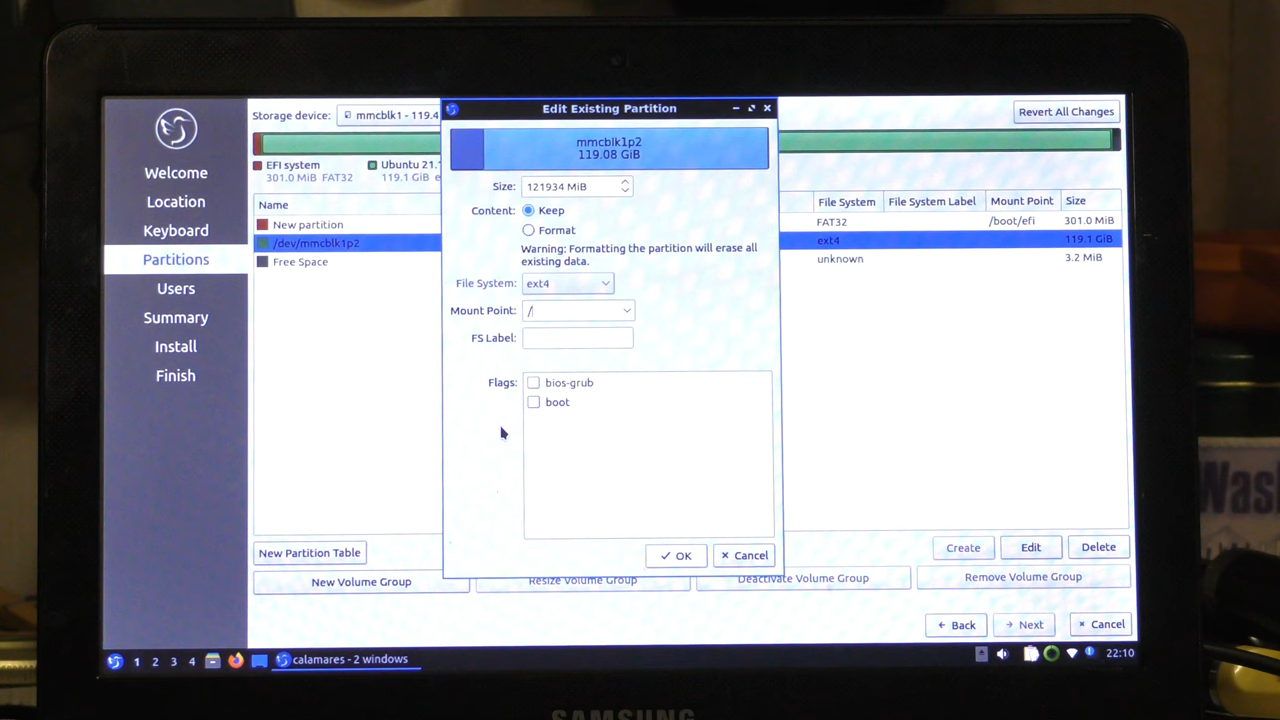 Edit Existing Partition
Storage device: mmcblk1 - 119.4
Revert All Changes
mmcblk1p2
119.08 GiB
EFI system
301.0 MiB FAT32
Ubuntu 21.
119.1 GiB e
Welcome
Location
Keyboard
Partitions
Users
Summary
Install
Finish
Size: 121934 MiB
Content: Keep
Format
Warning: Formatting the partition will erase all
existing data.
File System: ext4
Mount Point: /
FS Label:
Flags: bios-grub
boot
OK
Cancel
Name
File System
File System Label
Mount Point
Size
New partition
FAT32
/boot/efi
301.0 MiB
/dev/mmcblk1p2
ext4
119.1 GiB
Free Space
unknown
3.2 MiB
New Partition Table
Create
Edit
Delete
New Volume Group
Resize Volume Group
Deactivate Volume Group
Remove Volume Group
Back
Next
Cancel
1 2 3 4
calamares - 2 windows
22:10
SAMSUNG
Was